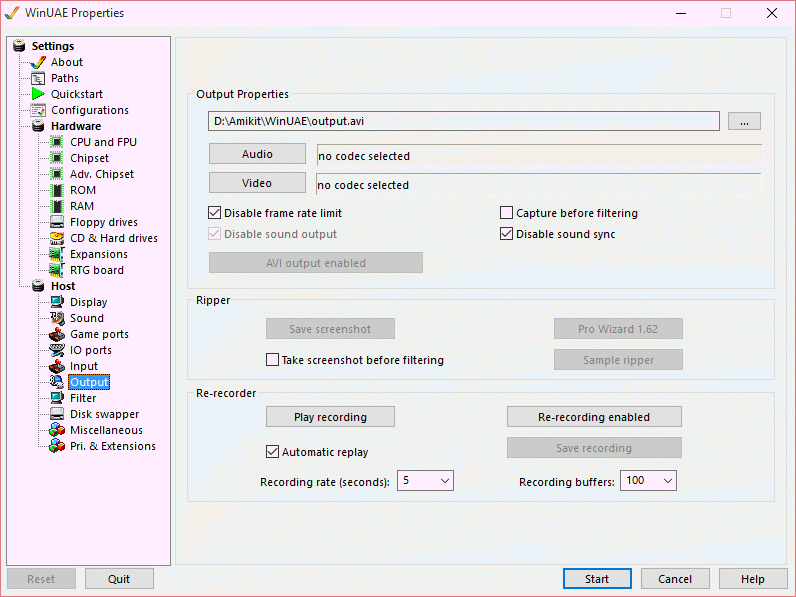 WinUAE Properties
Settings
About
Paths
Quickstart
Configurations
Hardware
CPU and FPU
Chipset
Adv. Chipset
ROM
RAM
Floppy drives
CD & Hard drives
Expansions
RTG board
Host
Display
Sound
Game ports
IO ports
Input
Output
Filter
Disk swapper
Miscellaneous
Pri. & Extensions
Output Properties
D:\Amikit\WinUAE\output.avi
...
Audio
no codec selected
Video
no codec selected
Disable frame rate limit
Capture before filtering
Disable sound output
Disable sound sync
AVI output enabled
Ripper
Save screenshot
Pro Wizard 1.62
Take screenshot before filtering
Sample ripper
Re-recorder
Play recording
Re-recording enabled
Automatic replay
Save recording
Recording rate (seconds):
5
Recording buffers:
100
Reset
Quit
Start
Cancel
Help